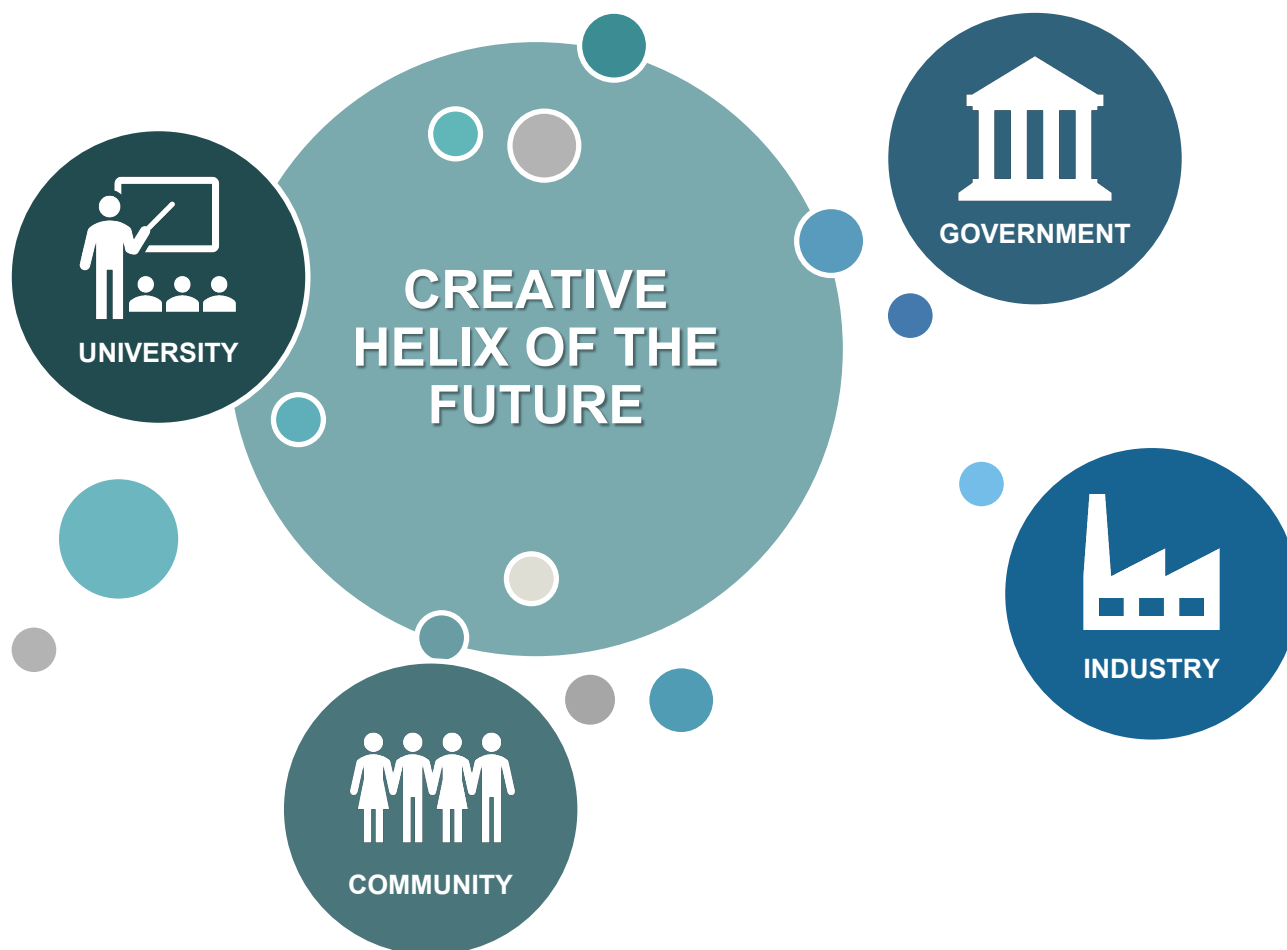 GOVERNMENT
UNIVERSITY
CREATIVE
HELIX OF THE
FUTURE
INDUSTRY
COMMUNITY